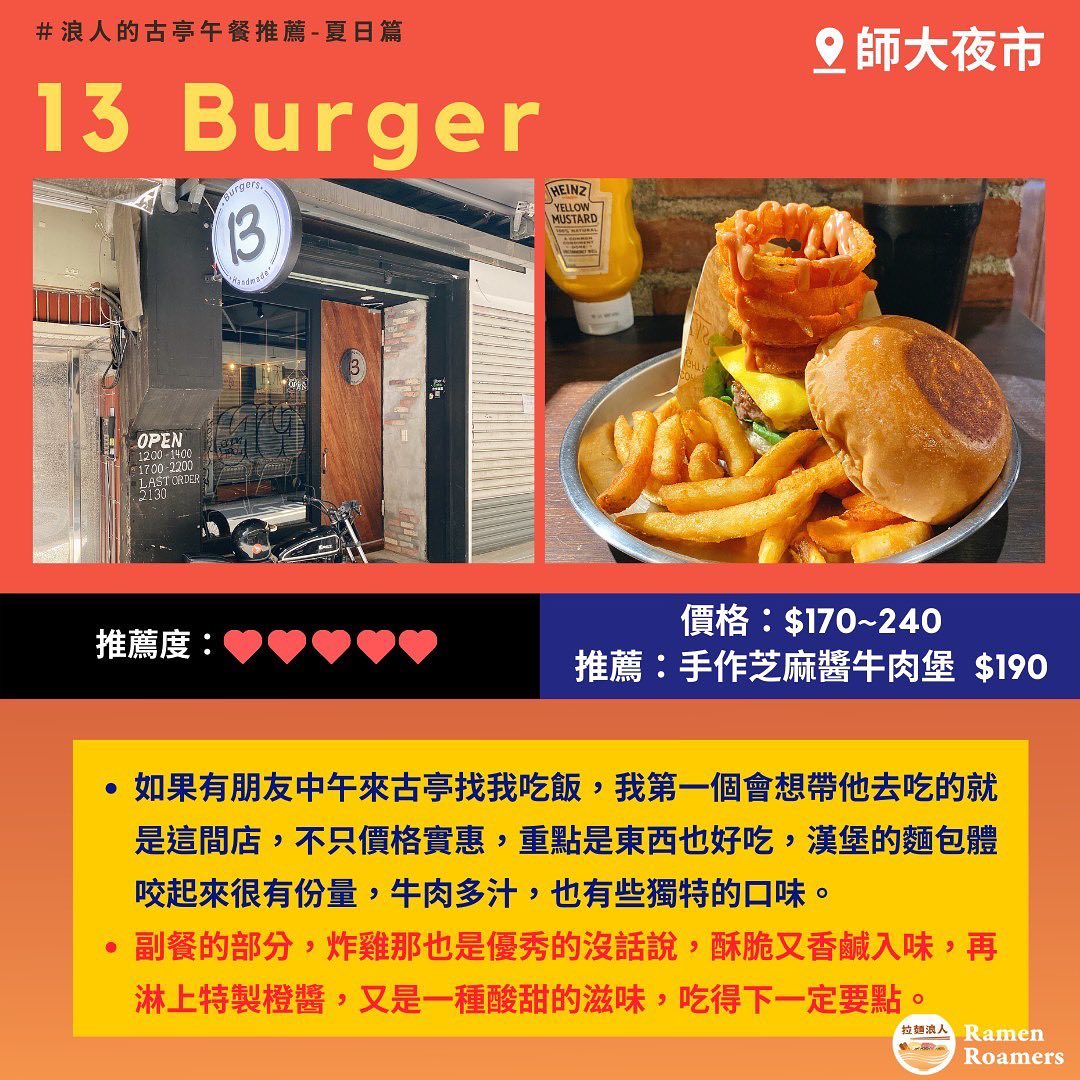 #浪人的古亭午餐推薦-夏日篇
師大夜市
13 Burger
Burgers
13
Handmade
13
OPEN
OPEN
1200-1400
1700-2200
LAST ORDER
2130
HEINZ
YELLOW
MUSTARD
100% NATURAL
推薦度：
價格：$170~240
推薦：手作芝麻醬牛肉堡 $190
• 如果有朋友中午來古亭找我吃飯，我第一個會想帶他去吃的就
是這間店，不只價格實惠，重點是東西也好吃，漢堡的麵包體
咬起來很有份量，牛肉多汁，也有些獨特的口味。
• 副餐的部分，炸雞那也是優秀的沒話說，酥脆又香鹹入味，再
淋上特製橙醬，又是一種酸甜的滋味，吃得下一定要點。
拉麵浪人
Ramen
Roamers